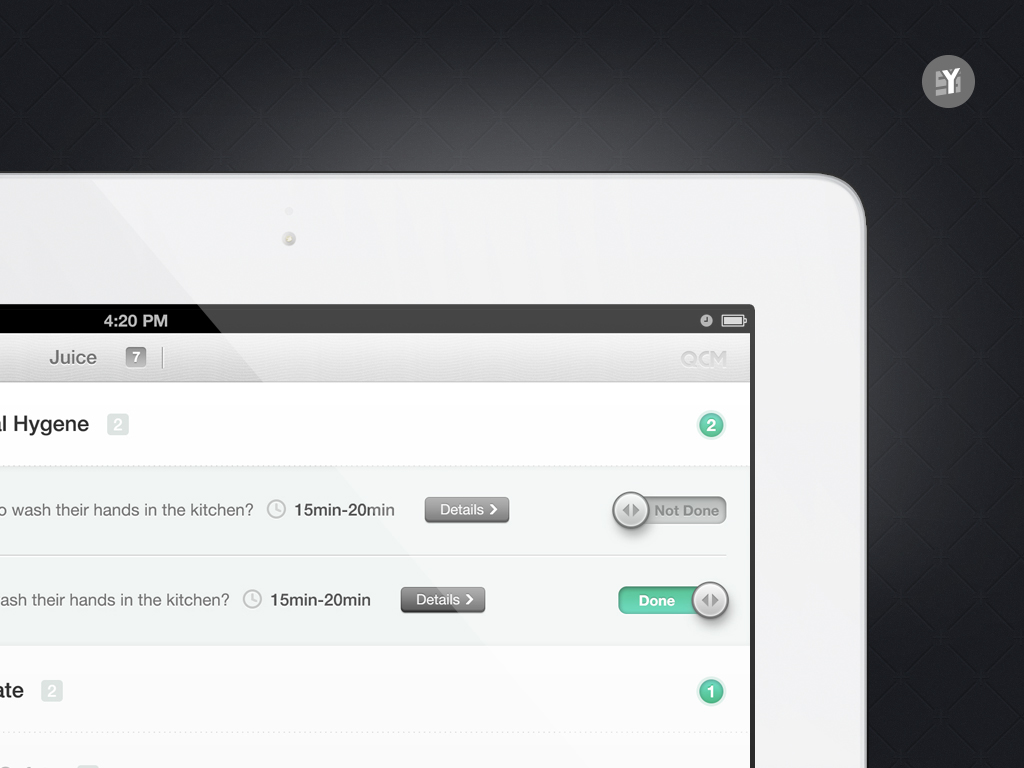 Y
4:20 PM
Juice 7 QCM
al Hygene 2 2
o wash their hands in the kitchen? 15min-20min Details Not Done
ash their hands in the kitchen? 15min-20min Details Done
ate 2 1